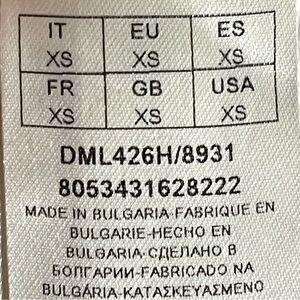 IT EU ES
XS XS XS
FR GB USA
XS XS XS
DML426H/8931
8053431628222
MADE IN BULGARIA-FABRIQUE EN
BULGARIE-HECHO EN
BULGARIA-СДЕЛАНО В
БОЛГАРИИ-FABRICADO NA
BULGÁRIA-ΚΑΤΑΣΚΕΥΑΣΜΕΝΟ